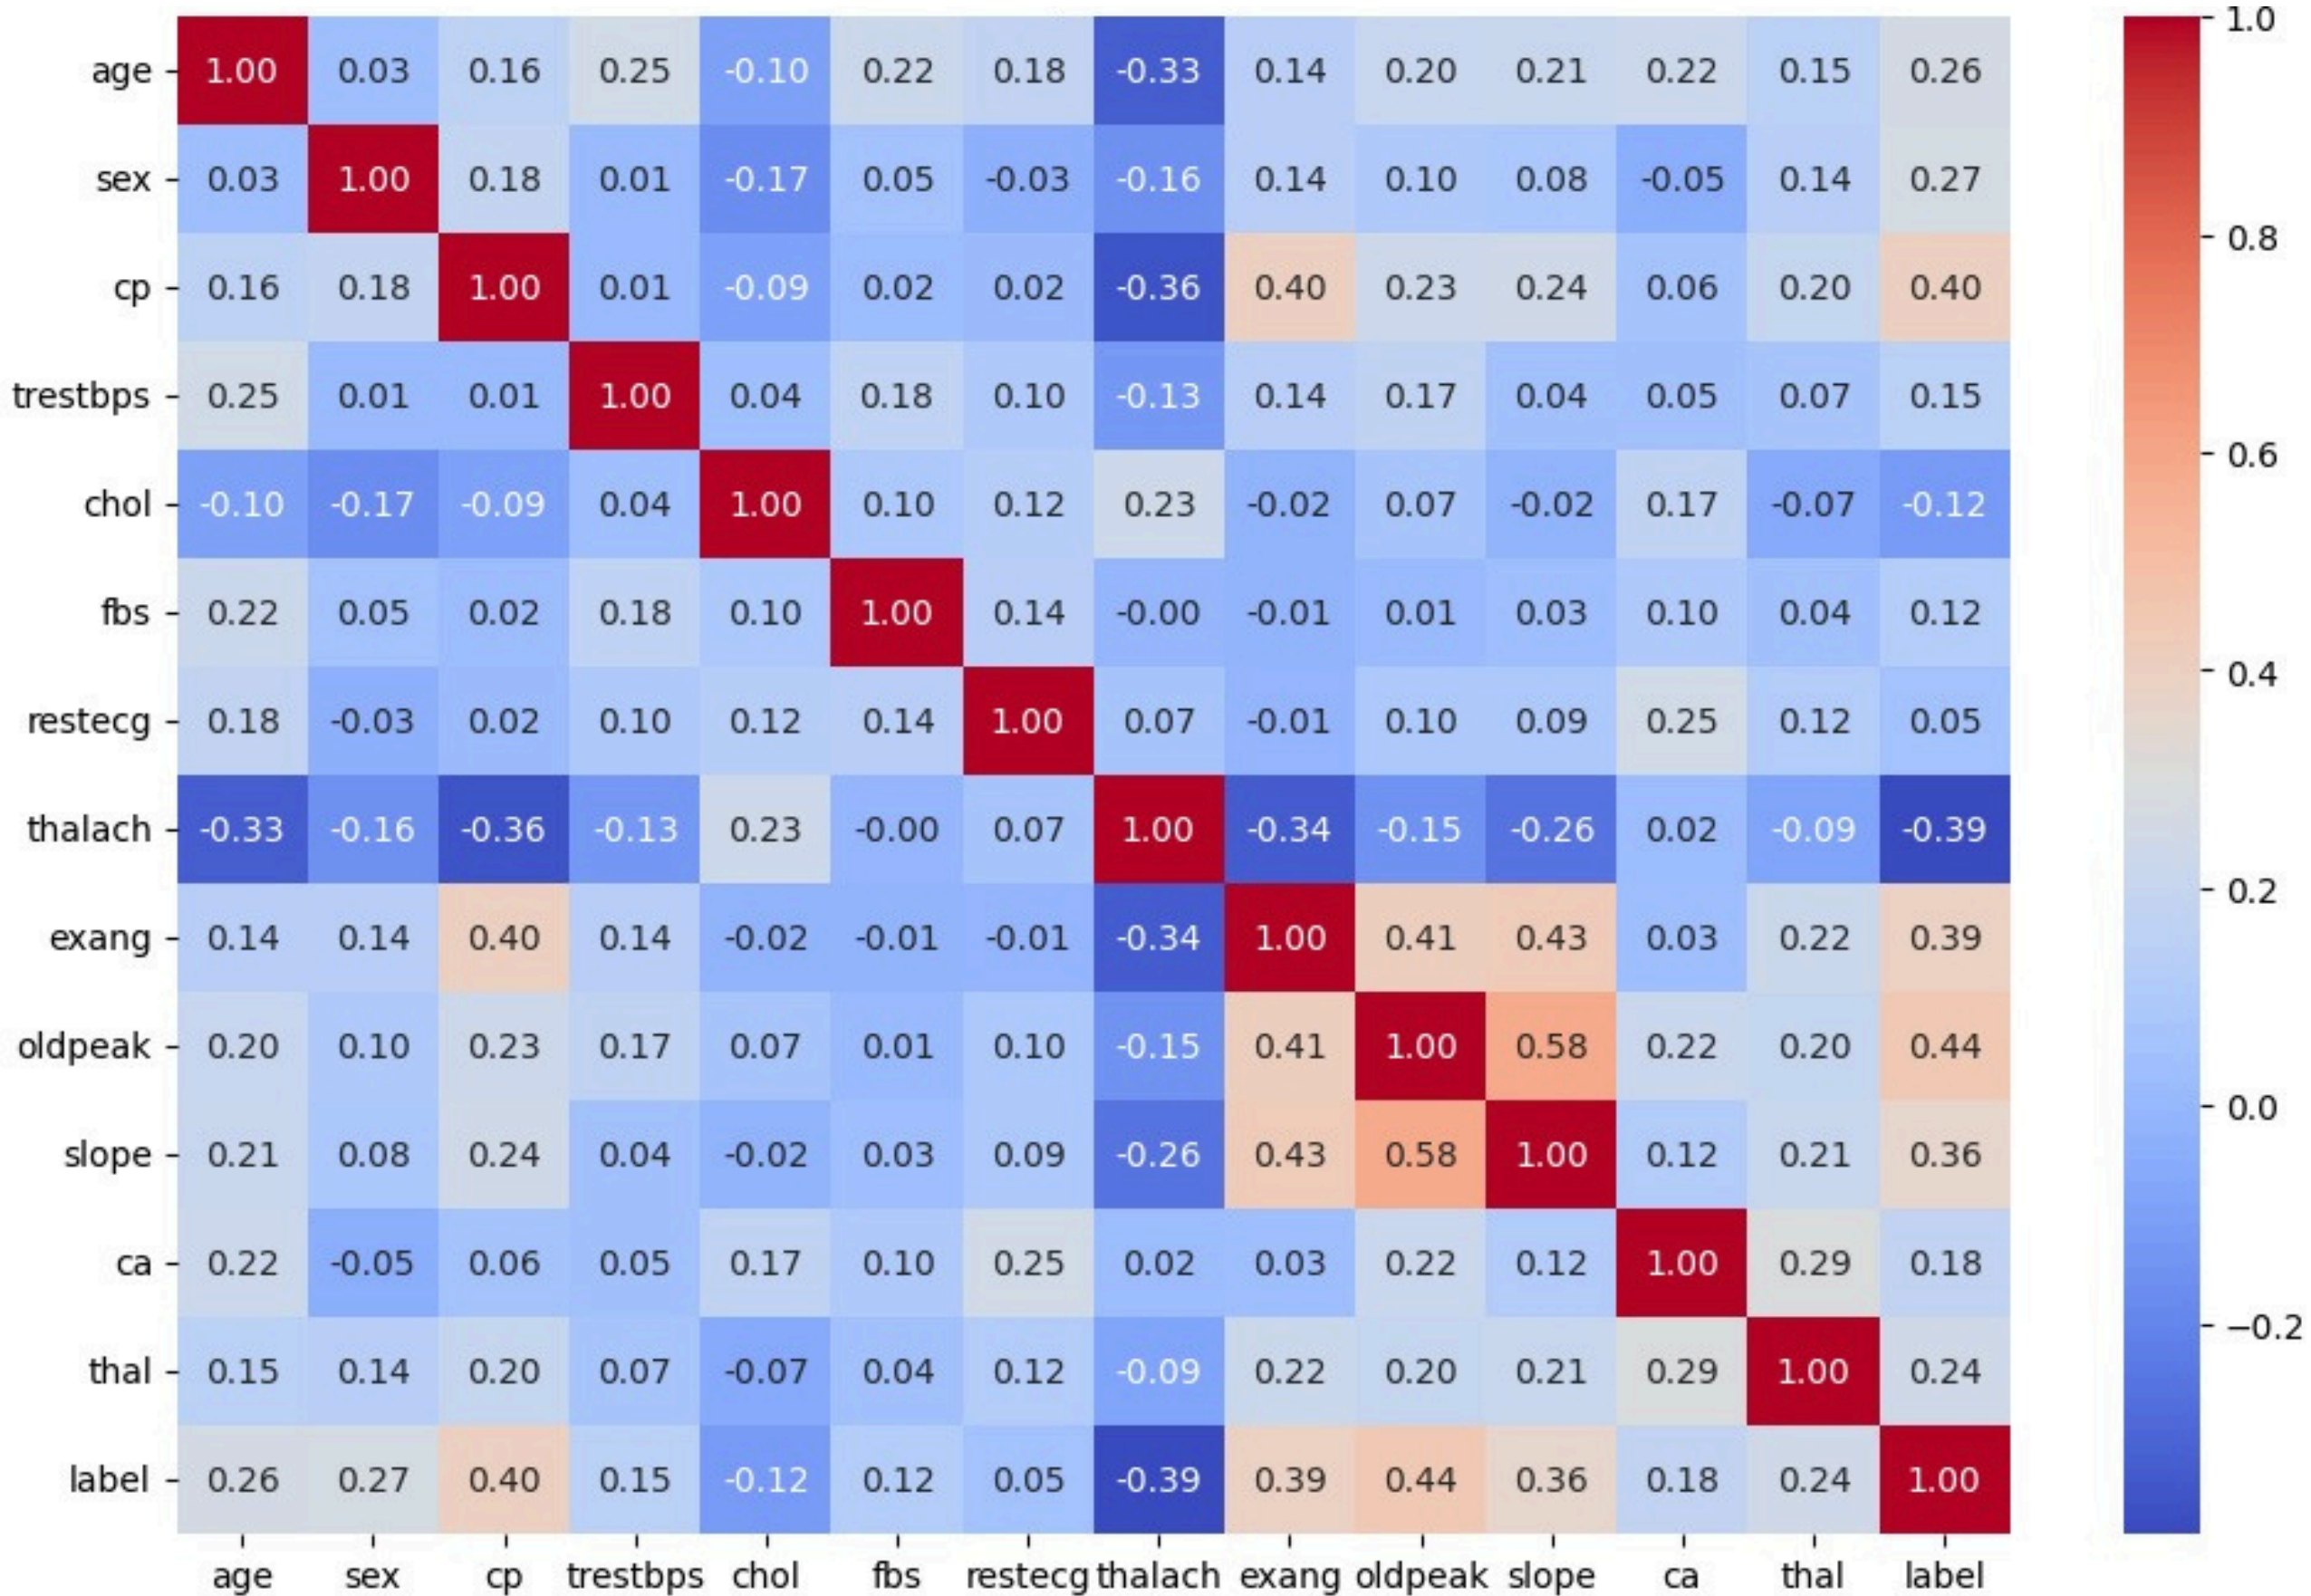 age 1.00 0.03 0.16 0.25 -0.10 0.22 0.18 -0.33 0.14 0.20 0.21 0.22 0.15 0.26
sex 0.03 1.00 0.18 0.01 -0.17 0.05 -0.03 -0.16 0.14 0.10 0.08 -0.05 0.14 0.27
cp 0.16 0.18 1.00 0.01 -0.09 0.02 0.02 -0.36 0.40 0.23 0.24 0.06 0.20 0.40
trestbps 0.25 0.01 0.01 1.00 0.04 0.18 0.10 -0.13 0.14 0.17 0.04 0.05 0.07 0.15
chol -0.10 -0.17 -0.09 0.04 1.00 0.10 0.12 0.23 -0.02 0.07 -0.02 0.17 -0.07 -0.12
fbs 0.22 0.05 0.02 0.18 0.10 1.00 0.14 -0.00 -0.01 0.01 0.03 0.10 0.04 0.12
restecg 0.18 -0.03 0.02 0.10 0.12 0.14 1.00 0.07 -0.01 0.10 0.09 0.25 0.12 0.05
thalach -0.33 -0.16 -0.36 -0.13 0.23 -0.00 0.07 1.00 -0.34 -0.15 -0.26 0.02 -0.09 -0.39
exang 0.14 0.14 0.40 0.14 -0.02 -0.01 -0.01 -0.34 1.00 0.41 0.43 0.03 0.22 0.39
oldpeak 0.20 0.10 0.23 0.17 0.07 0.01 0.10 -0.15 0.41 1.00 0.58 0.22 0.20 0.44
slope 0.21 0.08 0.24 0.04 -0.02 0.03 0.09 -0.26 0.43 0.58 1.00 0.12 0.21 0.36
ca 0.22 -0.05 0.06 0.05 0.17 0.10 0.25 0.02 0.03 0.22 0.12 1.00 0.29 0.18
thal 0.15 0.14 0.20 0.07 -0.07 0.04 0.12 -0.09 0.22 0.20 0.21 0.29 1.00 0.24
label 0.26 0.27 0.40 0.15 -0.12 0.12 0.05 -0.39 0.39 0.44 0.36 0.18 0.24 1.00
age sex cp trestbps chol fbs restecg thalach exang oldpeak slope ca thal label
1.0
0.8
0.6
0.4
0.2
0.0
−0.2